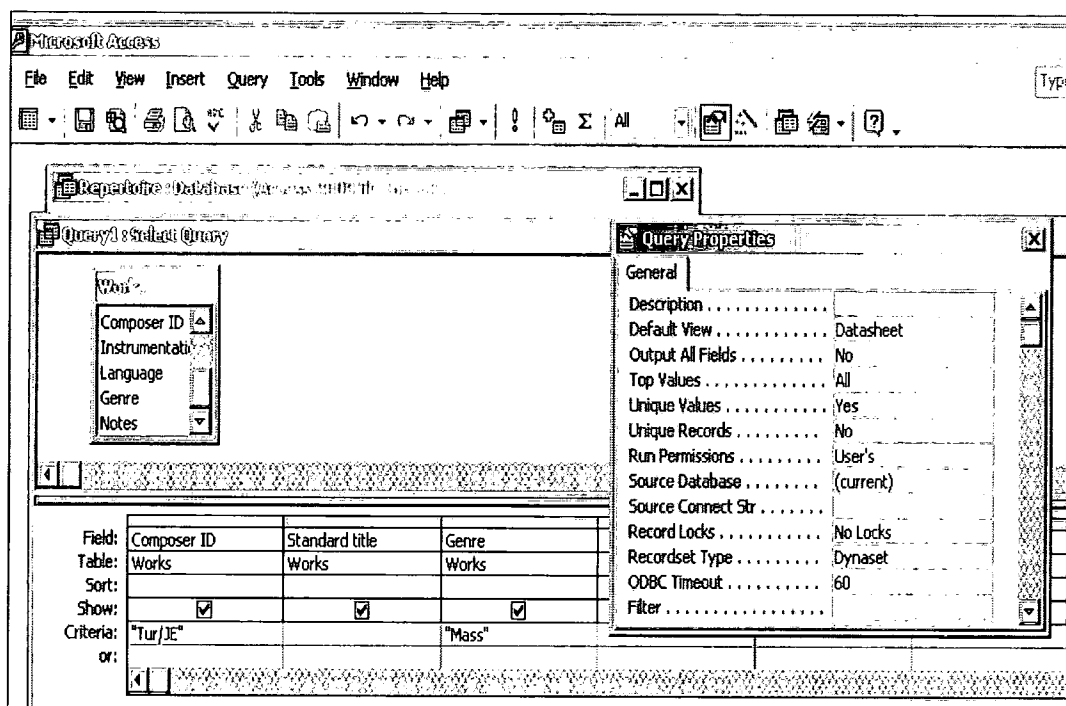 Microsoft Access
File Edit View Insert Query Tools Window Help
Type
All
Repertoire : Database (Access
Query1 : Select Query
Works
Composer ID
Instrumentati
Language
Genre
Notes
Query Properties
General
Description . . . . . . . . . . . . .
Default View . . . . . . . . . . . Datasheet
Output All Fields . . . . . . . . . No
Top Values . . . . . . . . . . . . All
Unique Values . . . . . . . . . . Yes
Unique Records . . . . . . . . . No
Run Permissions . . . . . . . . . User's
Source Database . . . . . . . . (current)
Source Connect Str . . . . . . .
Record Locks . . . . . . . . . . . No Locks
Recordset Type . . . . . . . . . Dynaset
ODBC Timeout . . . . . . . . . . 60
Filter . . . . . . . . . . . . . . . . .
Field: Composer ID Standard title Genre
Table: Works Works Works
Sort:
Show:
Criteria: "Tur/JE" "Mass"
or: